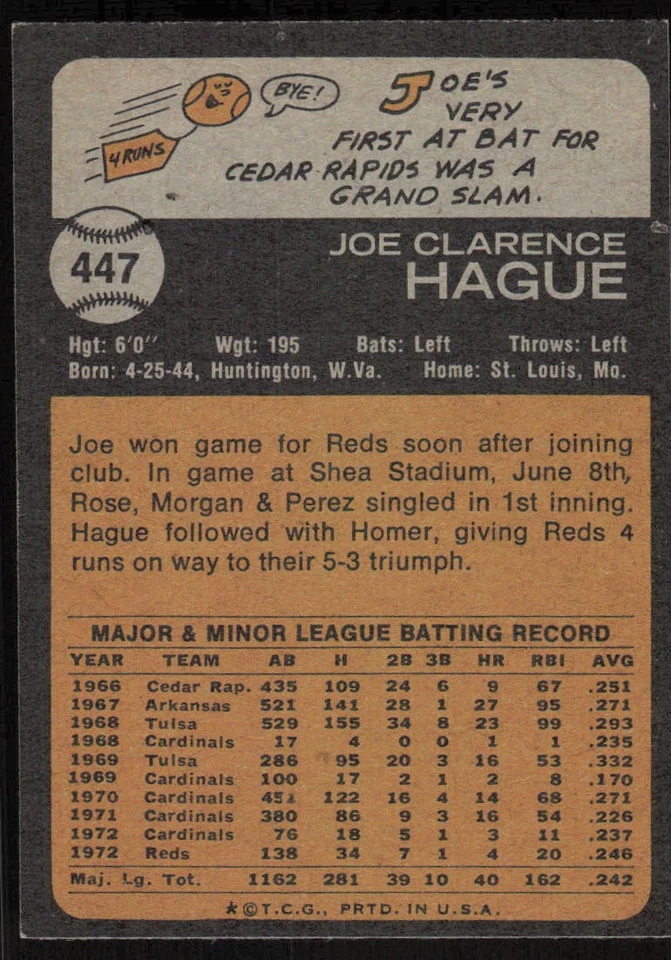 BYE!
4 RUNS
JOE'S
VERY
FIRST AT BAT FOR
CEDAR RAPIDS WAS A
GRAND SLAM.
447
JOE CLARENCE
HAGUE
Hgt: 6'0" Wgt: 195 Bats: Left Throws: Left
Born: 4-25-44, Huntington, W.Va. Home: St. Louis, Mo.
Joe won game for Reds soon after joining
club. In game at Shea Stadium, June 8th,
Rose, Morgan & Perez singled in 1st inning.
Hague followed with Homer, giving Reds 4
runs on way to their 5-3 triumph.
MAJOR & MINOR LEAGUE BATTING RECORD
YEAR TEAM AB H 2B 3B HR RBI AVG
1966 Cedar Rap. 435 109 24 6 9 67 .251
1967 Arkansas 521 141 28 1 27 95 .271
1968 Tulsa 529 155 34 8 23 99 .293
1968 Cardinals 17 4 0 0 1 1 .235
1969 Tulsa 286 95 20 3 16 53 .332
1969 Cardinals 100 17 2 1 2 8 .170
1970 Cardinals 451 122 16 4 14 68 .271
1971 Cardinals 380 86 9 3 16 54 .226
1972 Cardinals 76 18 5 1 3 11 .237
1972 Reds 138 34 7 1 4 20 .246
Maj. Lg. Tot. 1162 281 39 10 40 162 .242
*©T.C.G., PRTD. IN U.S.A.